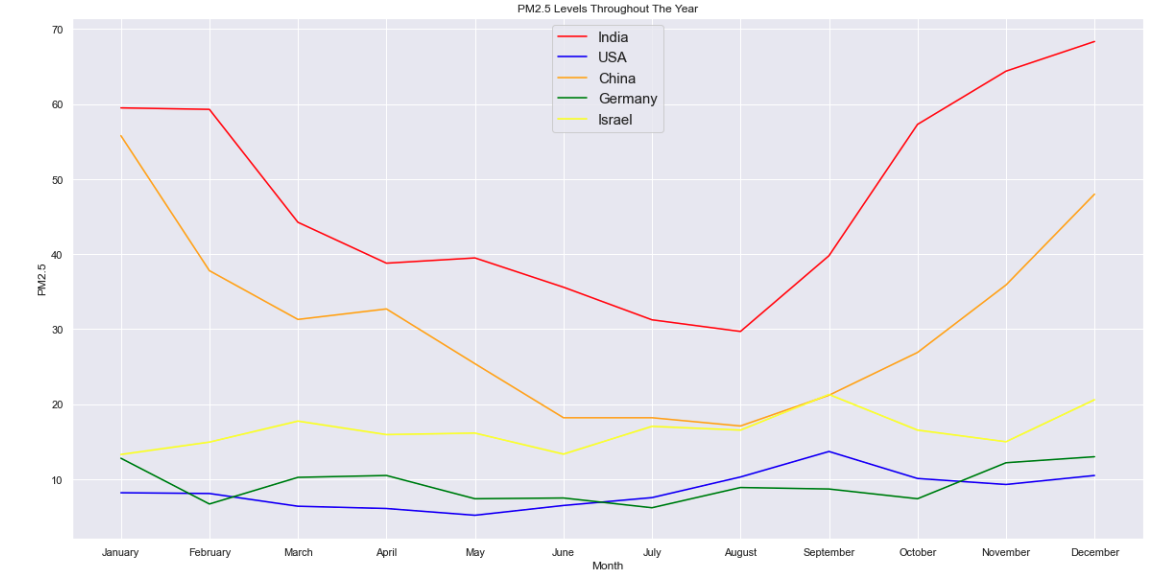 PM2.5 Levels Throughout The Year
India
USA
China
Germany
Israel
70
60
50
40
30
20
10
PM2.5
January February March April May June July August September October November December
Month